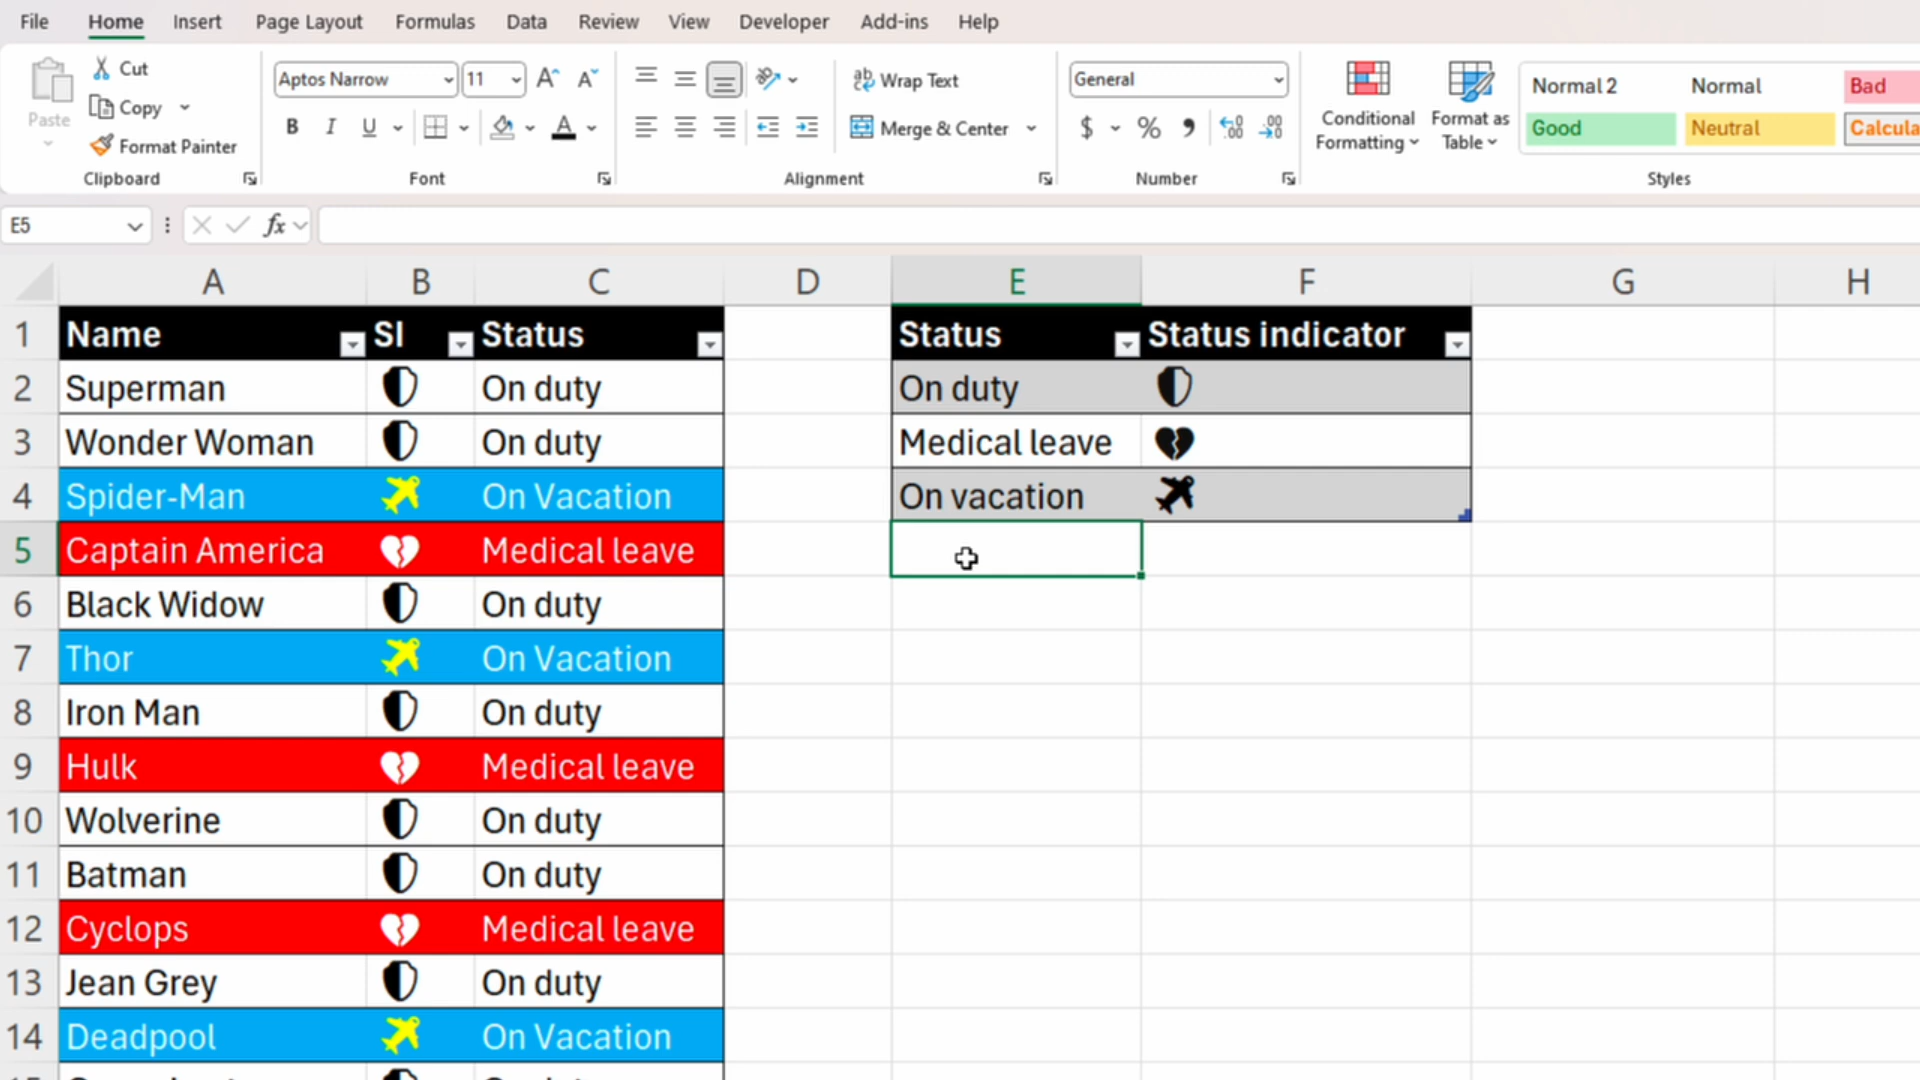 File Home Insert Page Layout Formulas Data Review View Developer Add-ins Help
Paste
Cut
Copy
Format Painter
Clipboard
Aptos Narrow 11
B I U
Font
Wrap Text
Merge & Center
Alignment
General
$ % 9
Number
Conditional
Formatting
Format as
Table
Normal 2 Normal Bad
Good Neutral Calcula
Styles
E5 fx
A B C D E F G H
1 Name SI Status Status Status indicator
2 Superman On duty On duty
3 Wonder Woman On duty Medical leave
4 Spider-Man On Vacation On vacation
5 Captain America Medical leave
6 Black Widow On duty
7 Thor On Vacation
8 Iron Man On duty
9 Hulk Medical leave
10 Wolverine On duty
11 Batman On duty
12 Cyclops Medical leave
13 Jean Grey On duty
14 Deadpool On Vacation